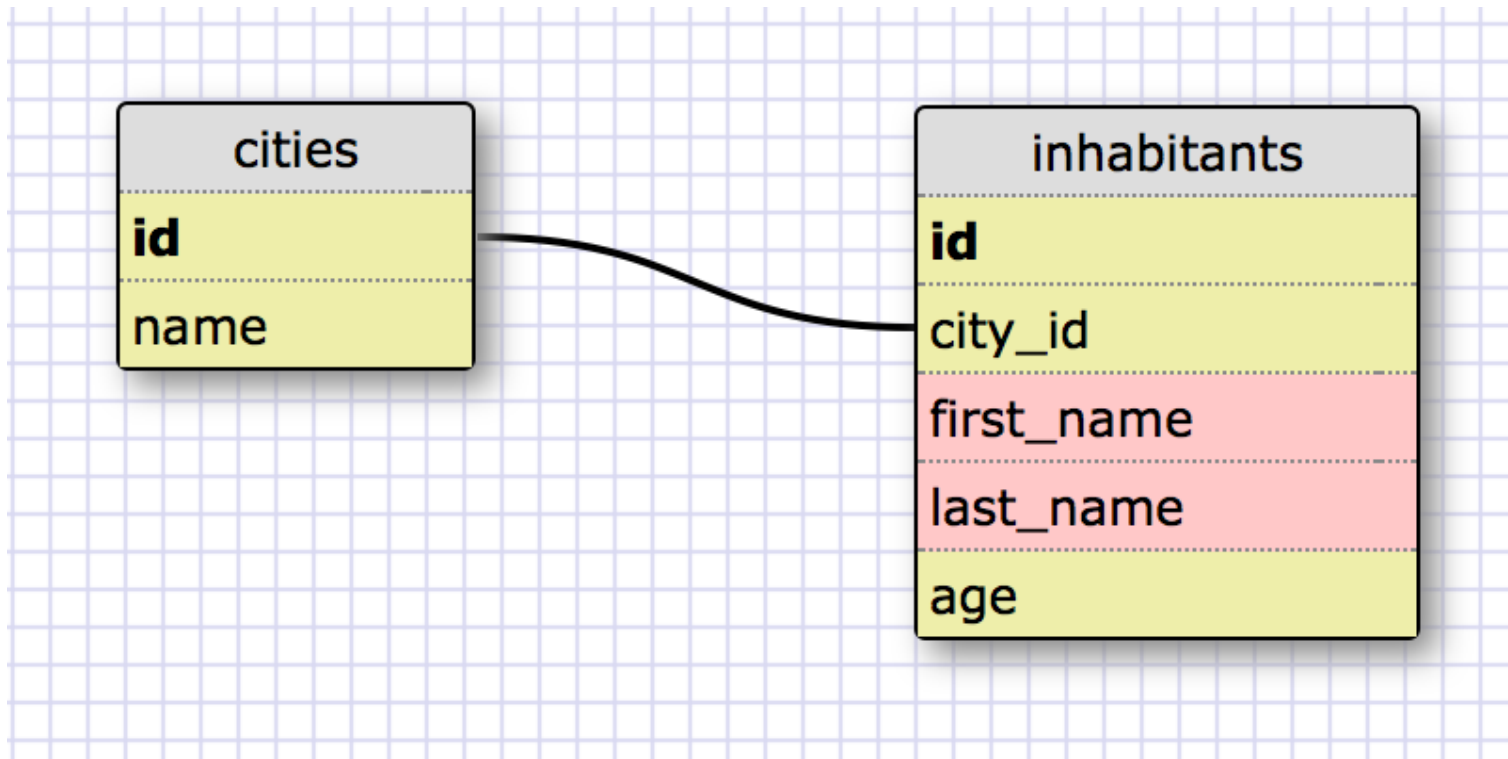 cities
id
name
inhabitants
id
city_id
first_name
last_name
age